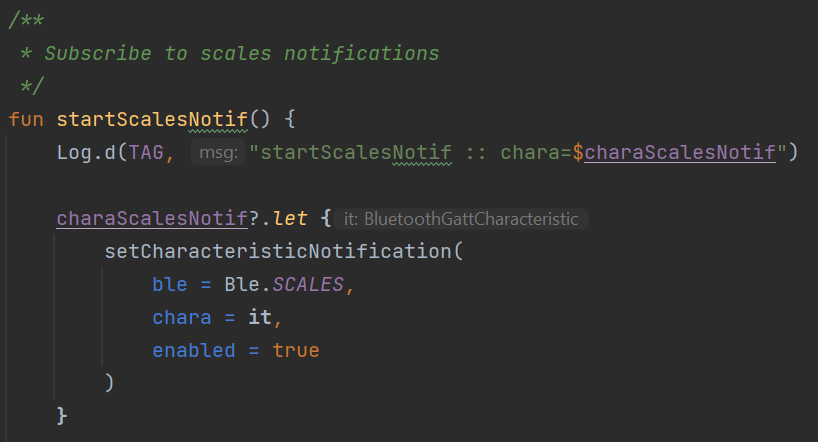 /**
 * Subscribe to scales notifications
 */
fun startScalesNotif() {
    Log.d(TAG, msg: "startScalesNotif :: chara=$charaScalesNotif")
    charaScalesNotif?.let { it: BluetoothGattCharacteristic
        setCharacteristicNotification(
            ble = Ble.SCALES,
            chara = it,
            enabled = true
        )
    }